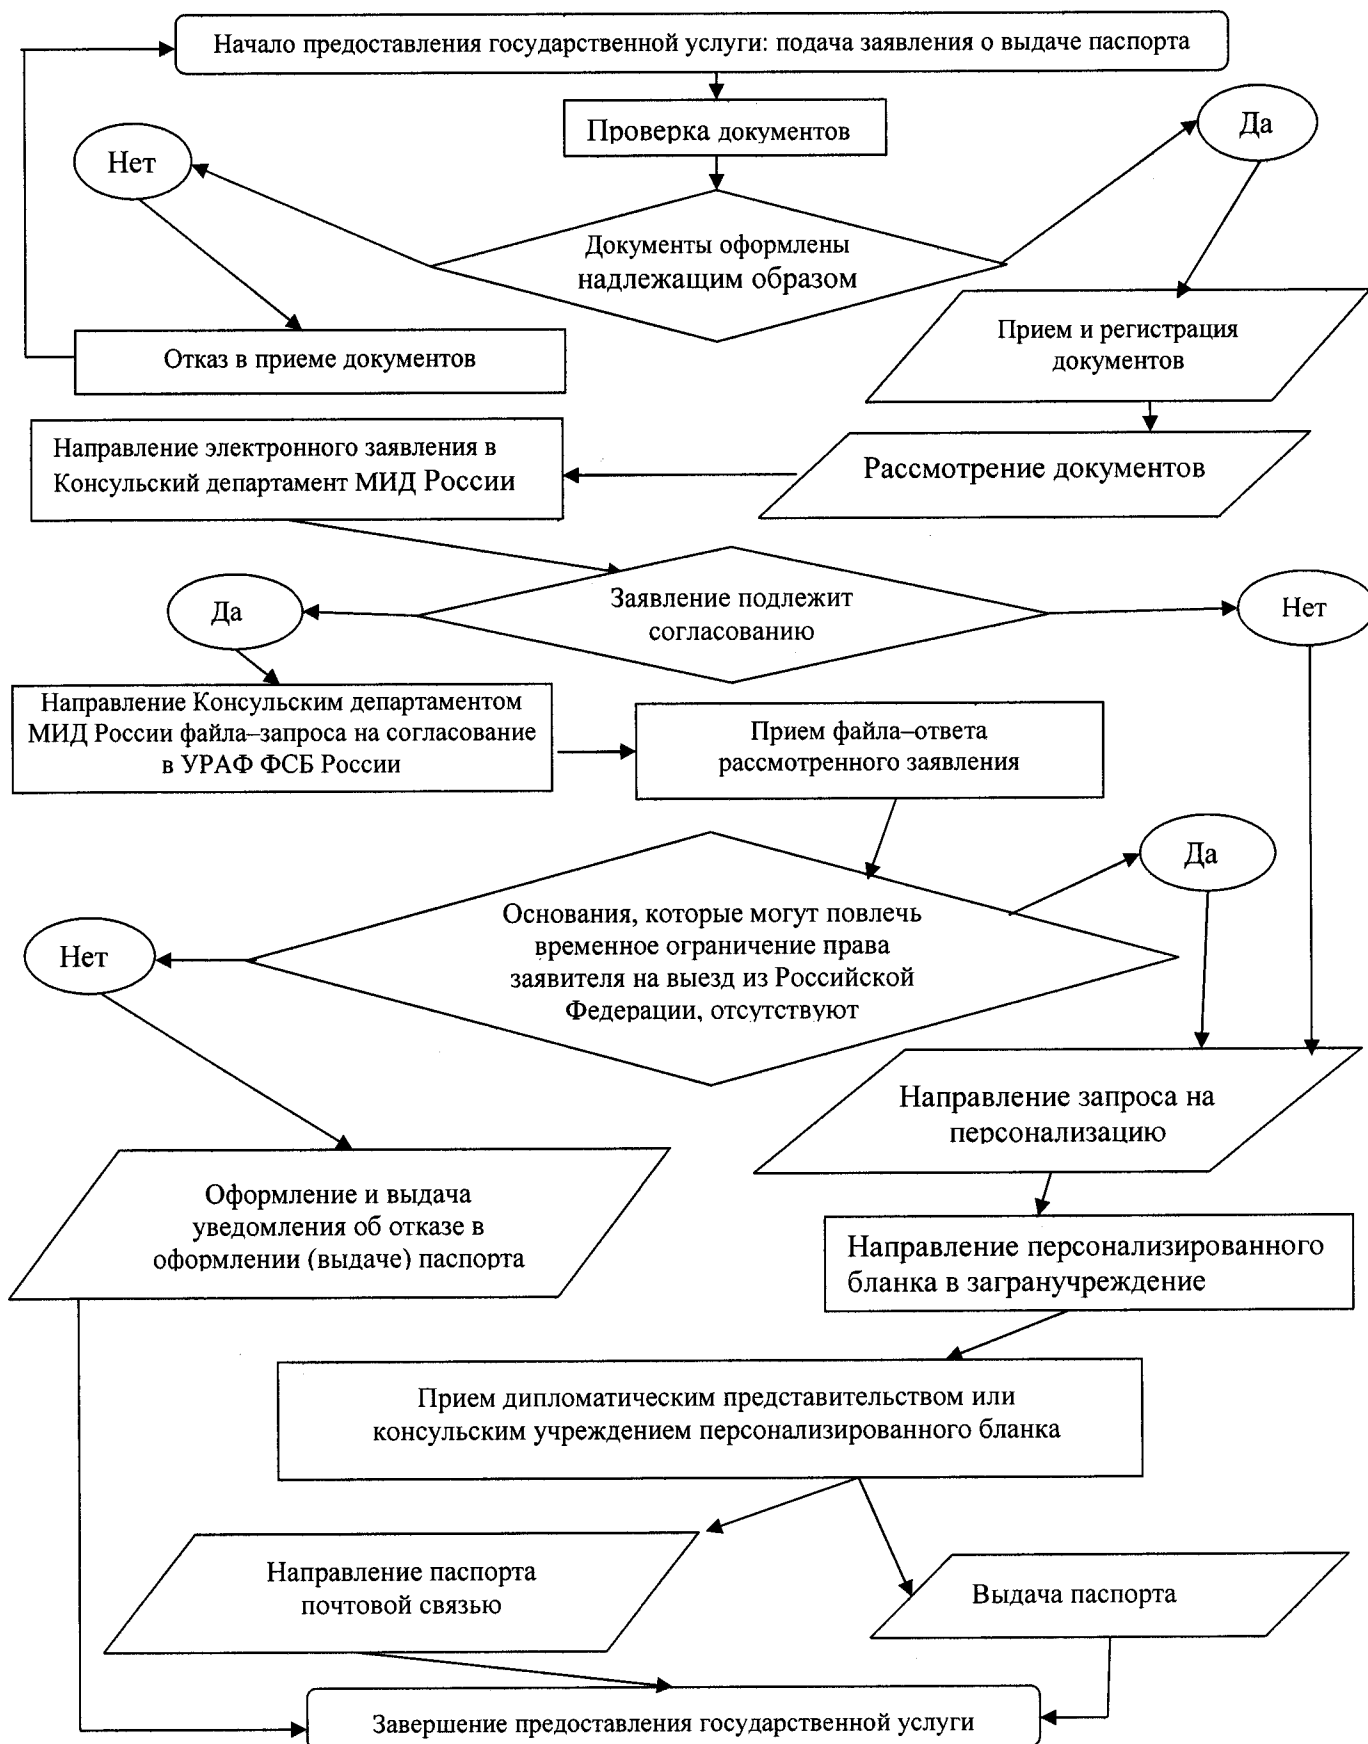 Начало предоставления государственной услуги: подача заявления о выдаче паспорта
Проверка документов
Да
Нет
Документы оформлены
надлежащим образом
Прием и регистрация
документов
Отказ в приеме документов
Направление электронного заявления в
Консульский департамент МИД России
Рассмотрение документов
Заявление подлежит
согласованию
Да
Нет
Направление Консульским департаментом
МИД России файла–запроса на согласование
в УРАФ ФСБ России
Прием файла–ответа
рассмотренного заявления
Да
Основания, которые могут повлечь
временное ограничение права
заявителя на выезд из Российской
Федерации, отсутствуют
Нет
Направление запроса на
персонализацию
Оформление и выдача
уведомления об отказе в
оформлении (выдаче) паспорта
Направление персонализированного
бланка в загранучреждение
Прием дипломатическим представительством или
консульским учреждением персонализированного бланка
Направление паспорта
почтовой связью
Выдача паспорта
Завершение предоставления государственной услуги